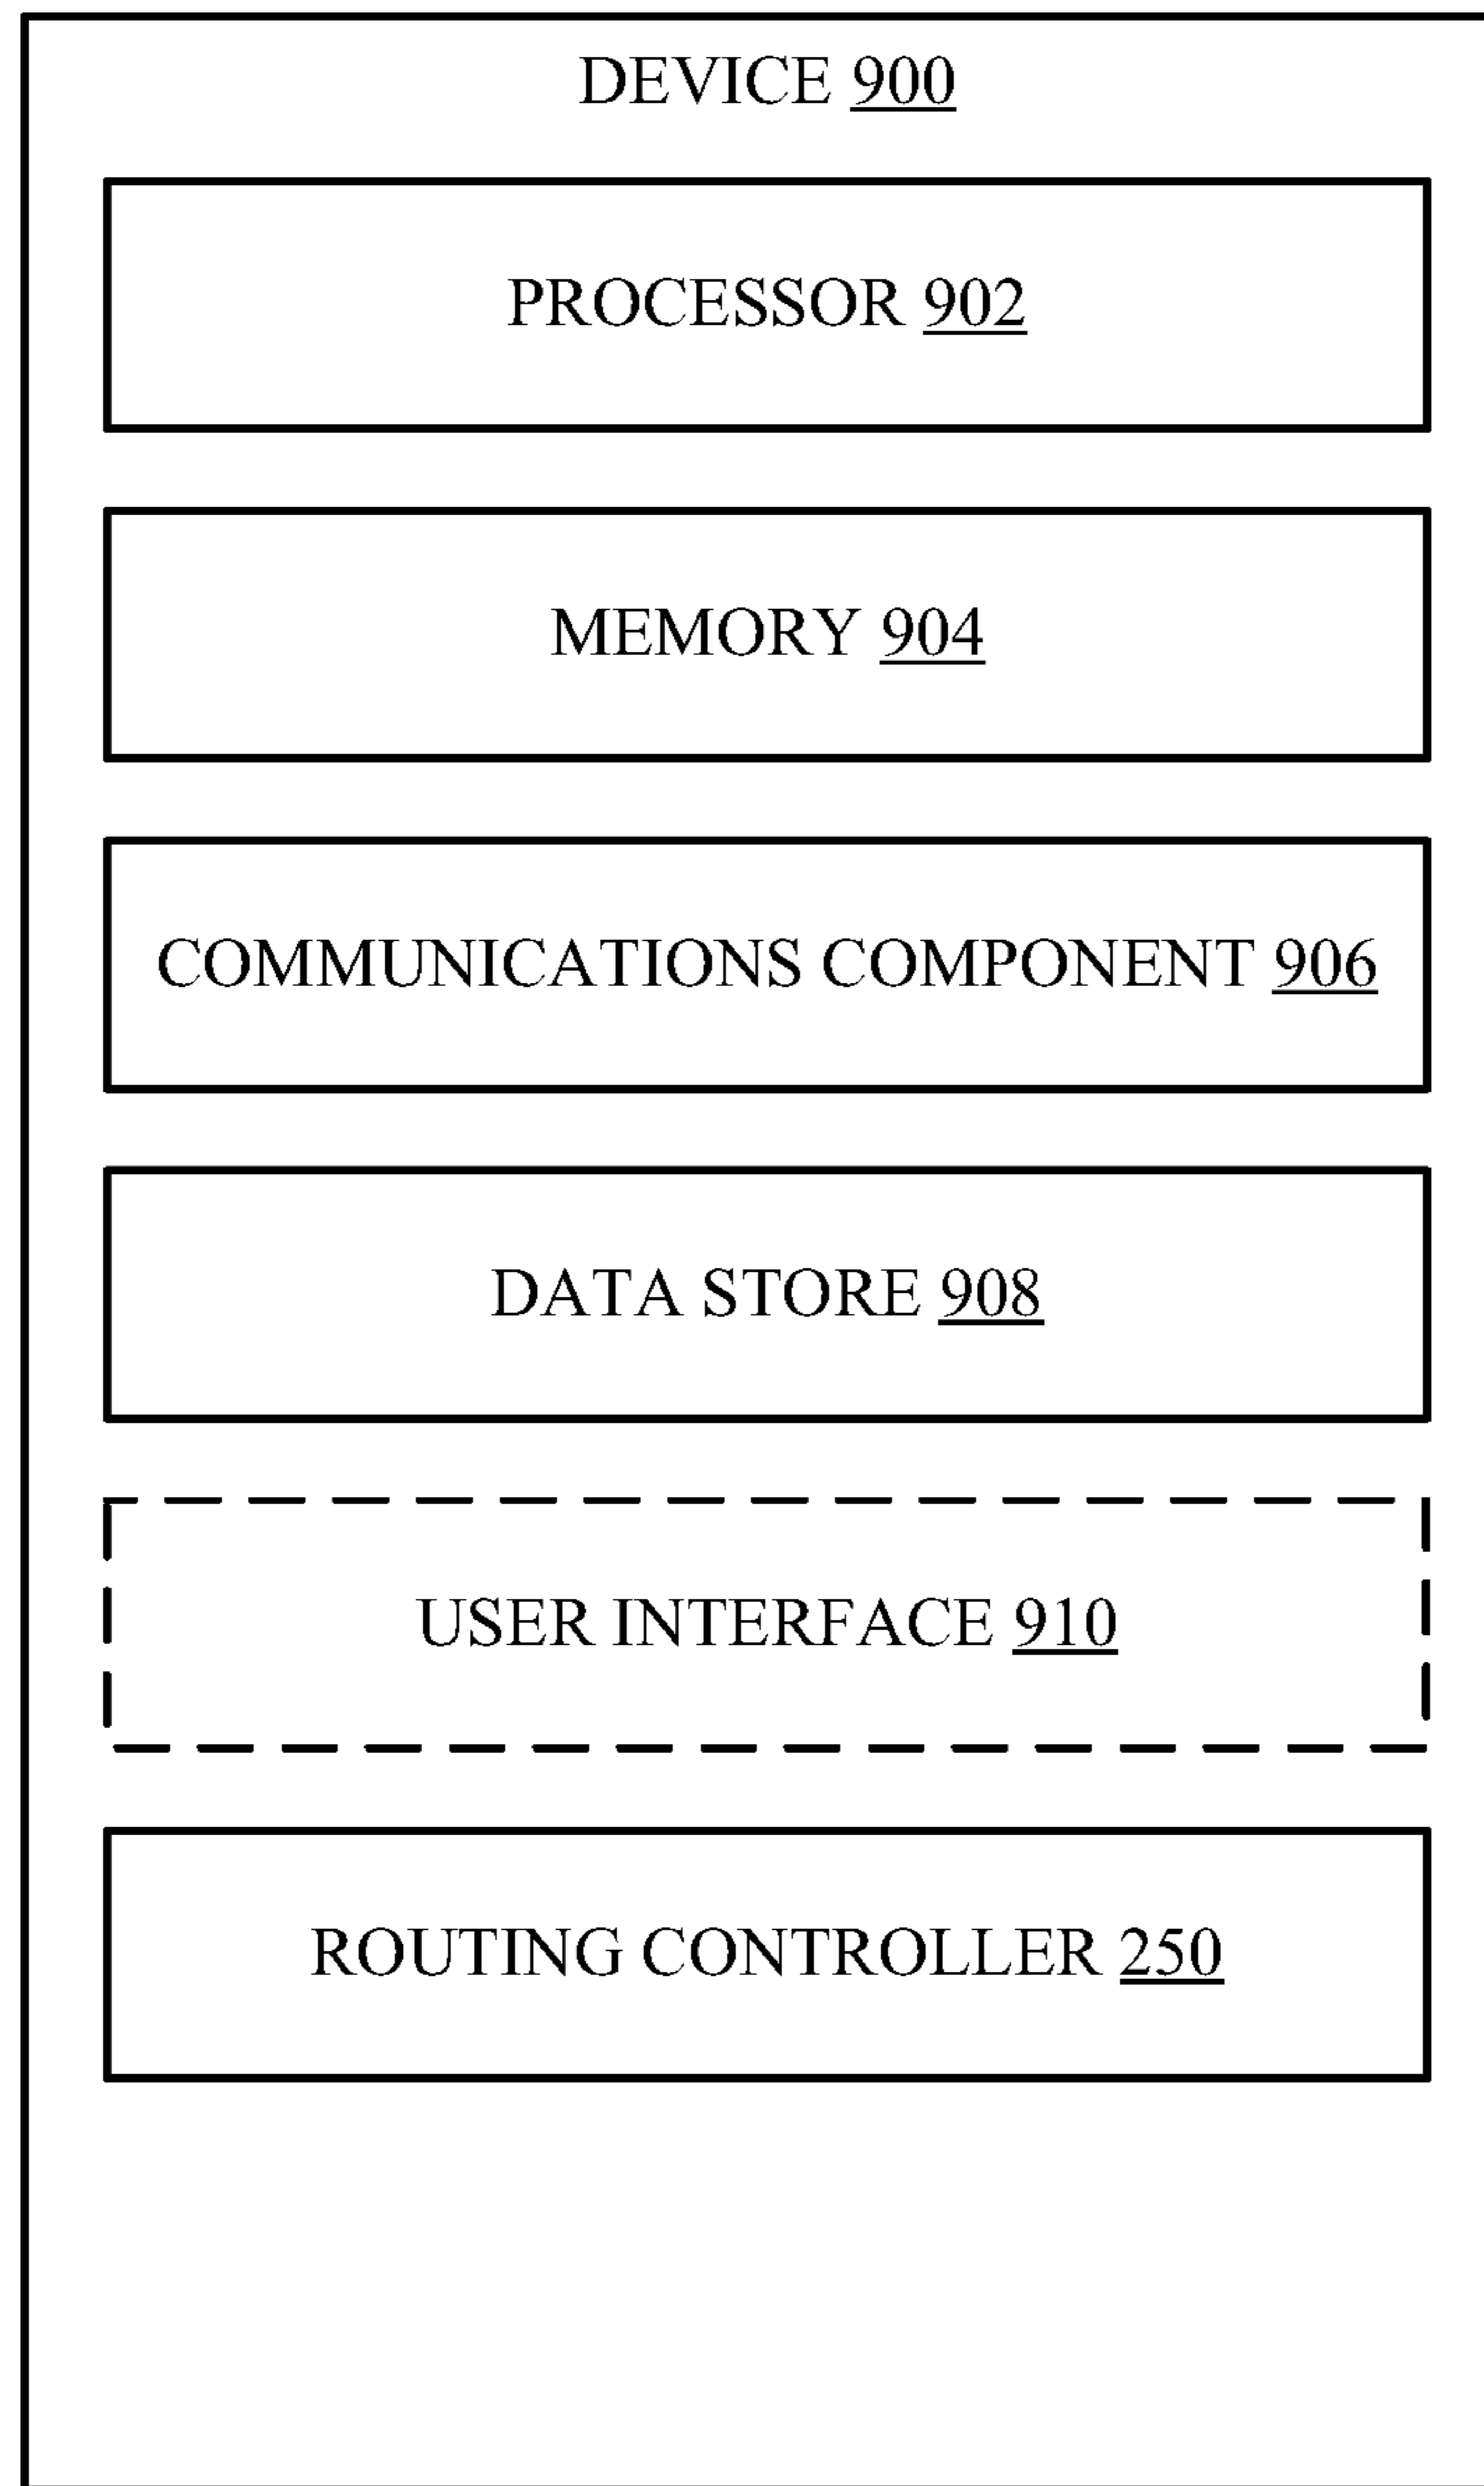 DEVICE 900
PROCESSOR 902
MEMORY 904
COMMUNICATIONS COMPONENT 906
DATA STORE 908
USER INTERFACE 910
ROUTING CONTROLLER 250